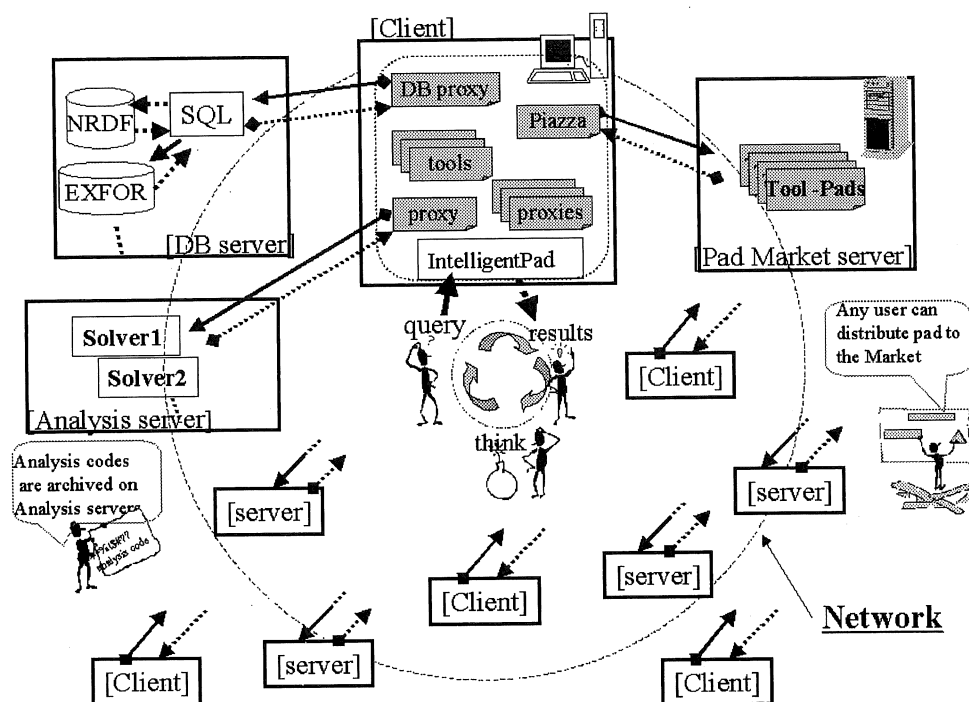 [Client]
DB proxy
NRDF
SQL
Piazza
EXFOR
tools
Tool -Pads
proxy
proxies
[DB server]
[Pad Market server]
IntelligentPad
query
results
Solver1
Solver2
[Analysis server]
Any user can
distribute pad to
the Market
[Client]
think
Analysis codes
are archived on
Analysis servers
analysis code
[server]
[server]
[server]
[Client]
Network
[server]
[Client]
[Client]